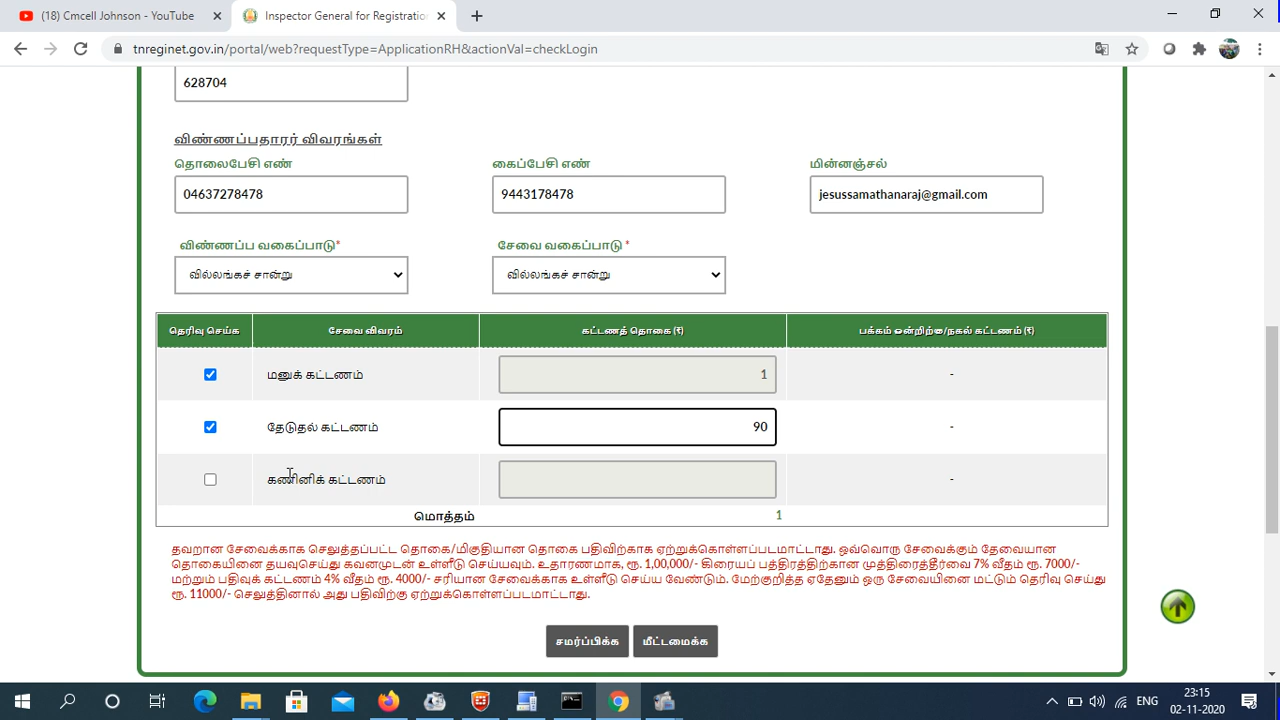 (18) Cmcell Johnson - YouTube
Inspector General for Registration
tnreginet.gov.in/portal/web?requestType=ApplicationRH&actionVal=checkLogin
628704
விண்ணப்பதாரர் விவரங்கள்
தொலைபேசி எண் கைப்பேசி எண் மின்னஞ்சல்
04637278478 9443178478 jesussamathanaraj@gmail.com
விண்ணப்ப வகைப்பாடு* சேவை வகைப்பாடு *
வில்லங்கச் சான்று வில்லங்கச் சான்று
தெரிவு செய்க சேவை விவரம் கட்டணத் தொகை (₹) பக்கம் ஒன்றிற்கு/நகல் கட்டணம் (₹)
மனுக் கட்டணம் 1 -
தேடுதல் கட்டணம் 90 -
கணினிக் கட்டணம் -
மொத்தம் 1
தவறான சேவைக்காக செலுத்தப்பட்ட தொகை/மிகுதியான தொகை பதிவிற்காக ஏற்றுக்கொள்ளப்படமாட்டாது. ஒவ்வொரு சேவைக்கும் தேவையான
தொகையினை தயவுசெய்து கவனமுடன் உள்ளீடு செய்யவும். உதாரணமாக, ரூ. 1,00,000/- கிரையப் பத்திரத்திற்கான முத்திரைத்தீர்வை 7% வீதம் ரூ. 7000/-
மற்றும் பதிவுக் கட்டணம் 4% வீதம் ரூ. 4000/- சரியான சேவைக்காக உள்ளீடு செய்ய வேண்டும். மேற்குறித்த ஏதேனும் ஒரு சேவையினை மட்டும் தெரிவு செய்து
ரூ. 11000/- செலுத்தினால் அது பதிவிற்கு ஏற்றுக்கொள்ளப்படமாட்டாது.
சமர்ப்பிக்க மீட்டமைக்க
ENG 23:15
02-11-2020